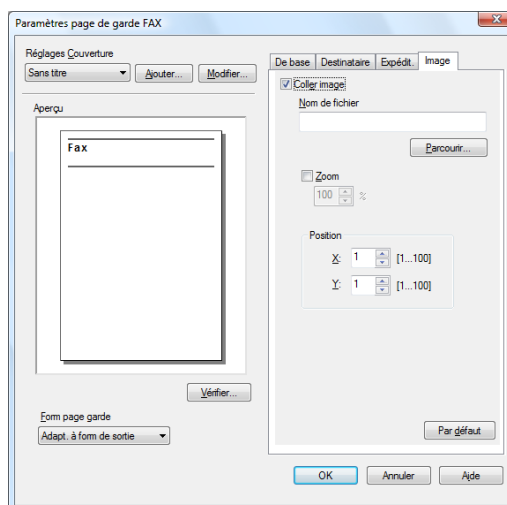 Paramètres page de garde FAX
Réglages Couverture
Sans titre
Ajouter...
Modifier...
Aperçu
Fax
Vérifier...
Form page garde
Adapt. à form de sortie
De base
Destinataire
Expédit.
Image
Coller image
Nom de fichier
Parcourir...
Zoom
100 %
Position
X: 1 [1...100]
Y: 1 [1...100]
Par défaut
OK
Annuler
Aide